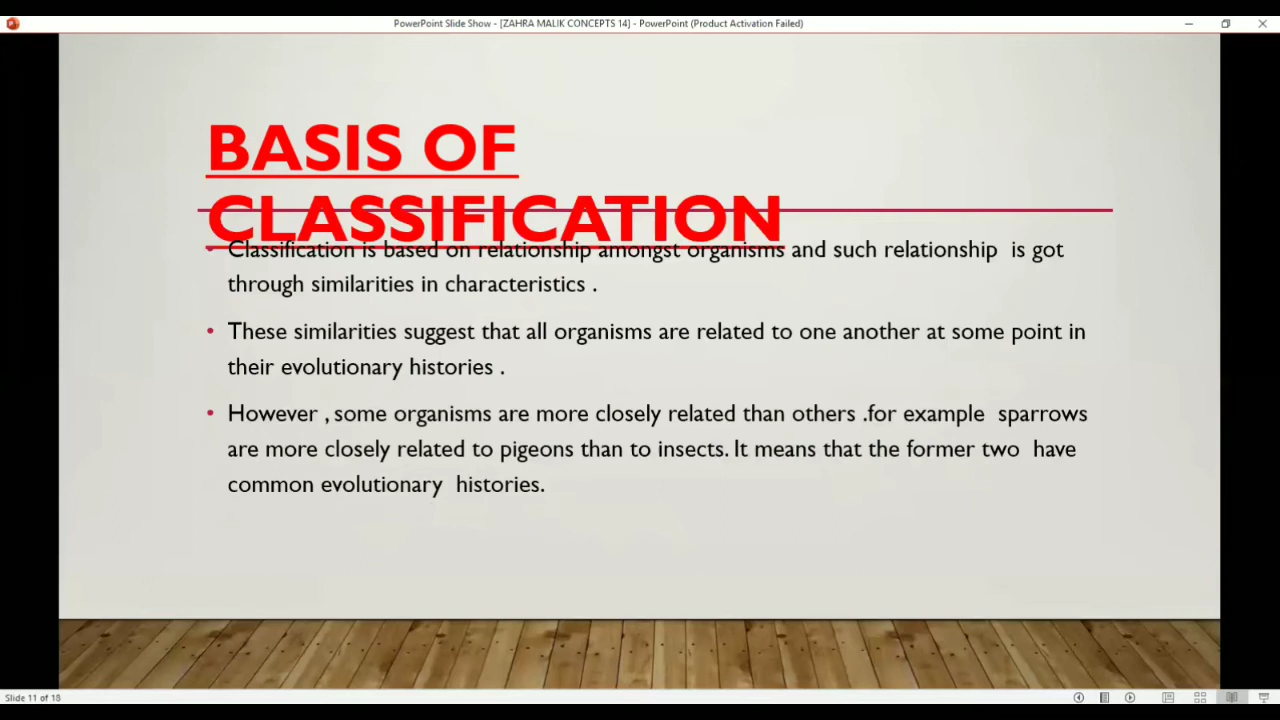 PowerPoint Slide Show - [ZAHRA MALIK CONCEPTS 14] - PowerPoint (Product Activation Failed)
BASIS OF
CLASSIFICATION
• Classification is based on relationship amongst organisms and such relationship is got
through similarities in characteristics .
• These similarities suggest that all organisms are related to one another at some point in
their evolutionary histories .
• However , some organisms are more closely related than others .for example sparrows
are more closely related to pigeons than to insects. It means that the former two have
common evolutionary histories.
Slide 11 of 18